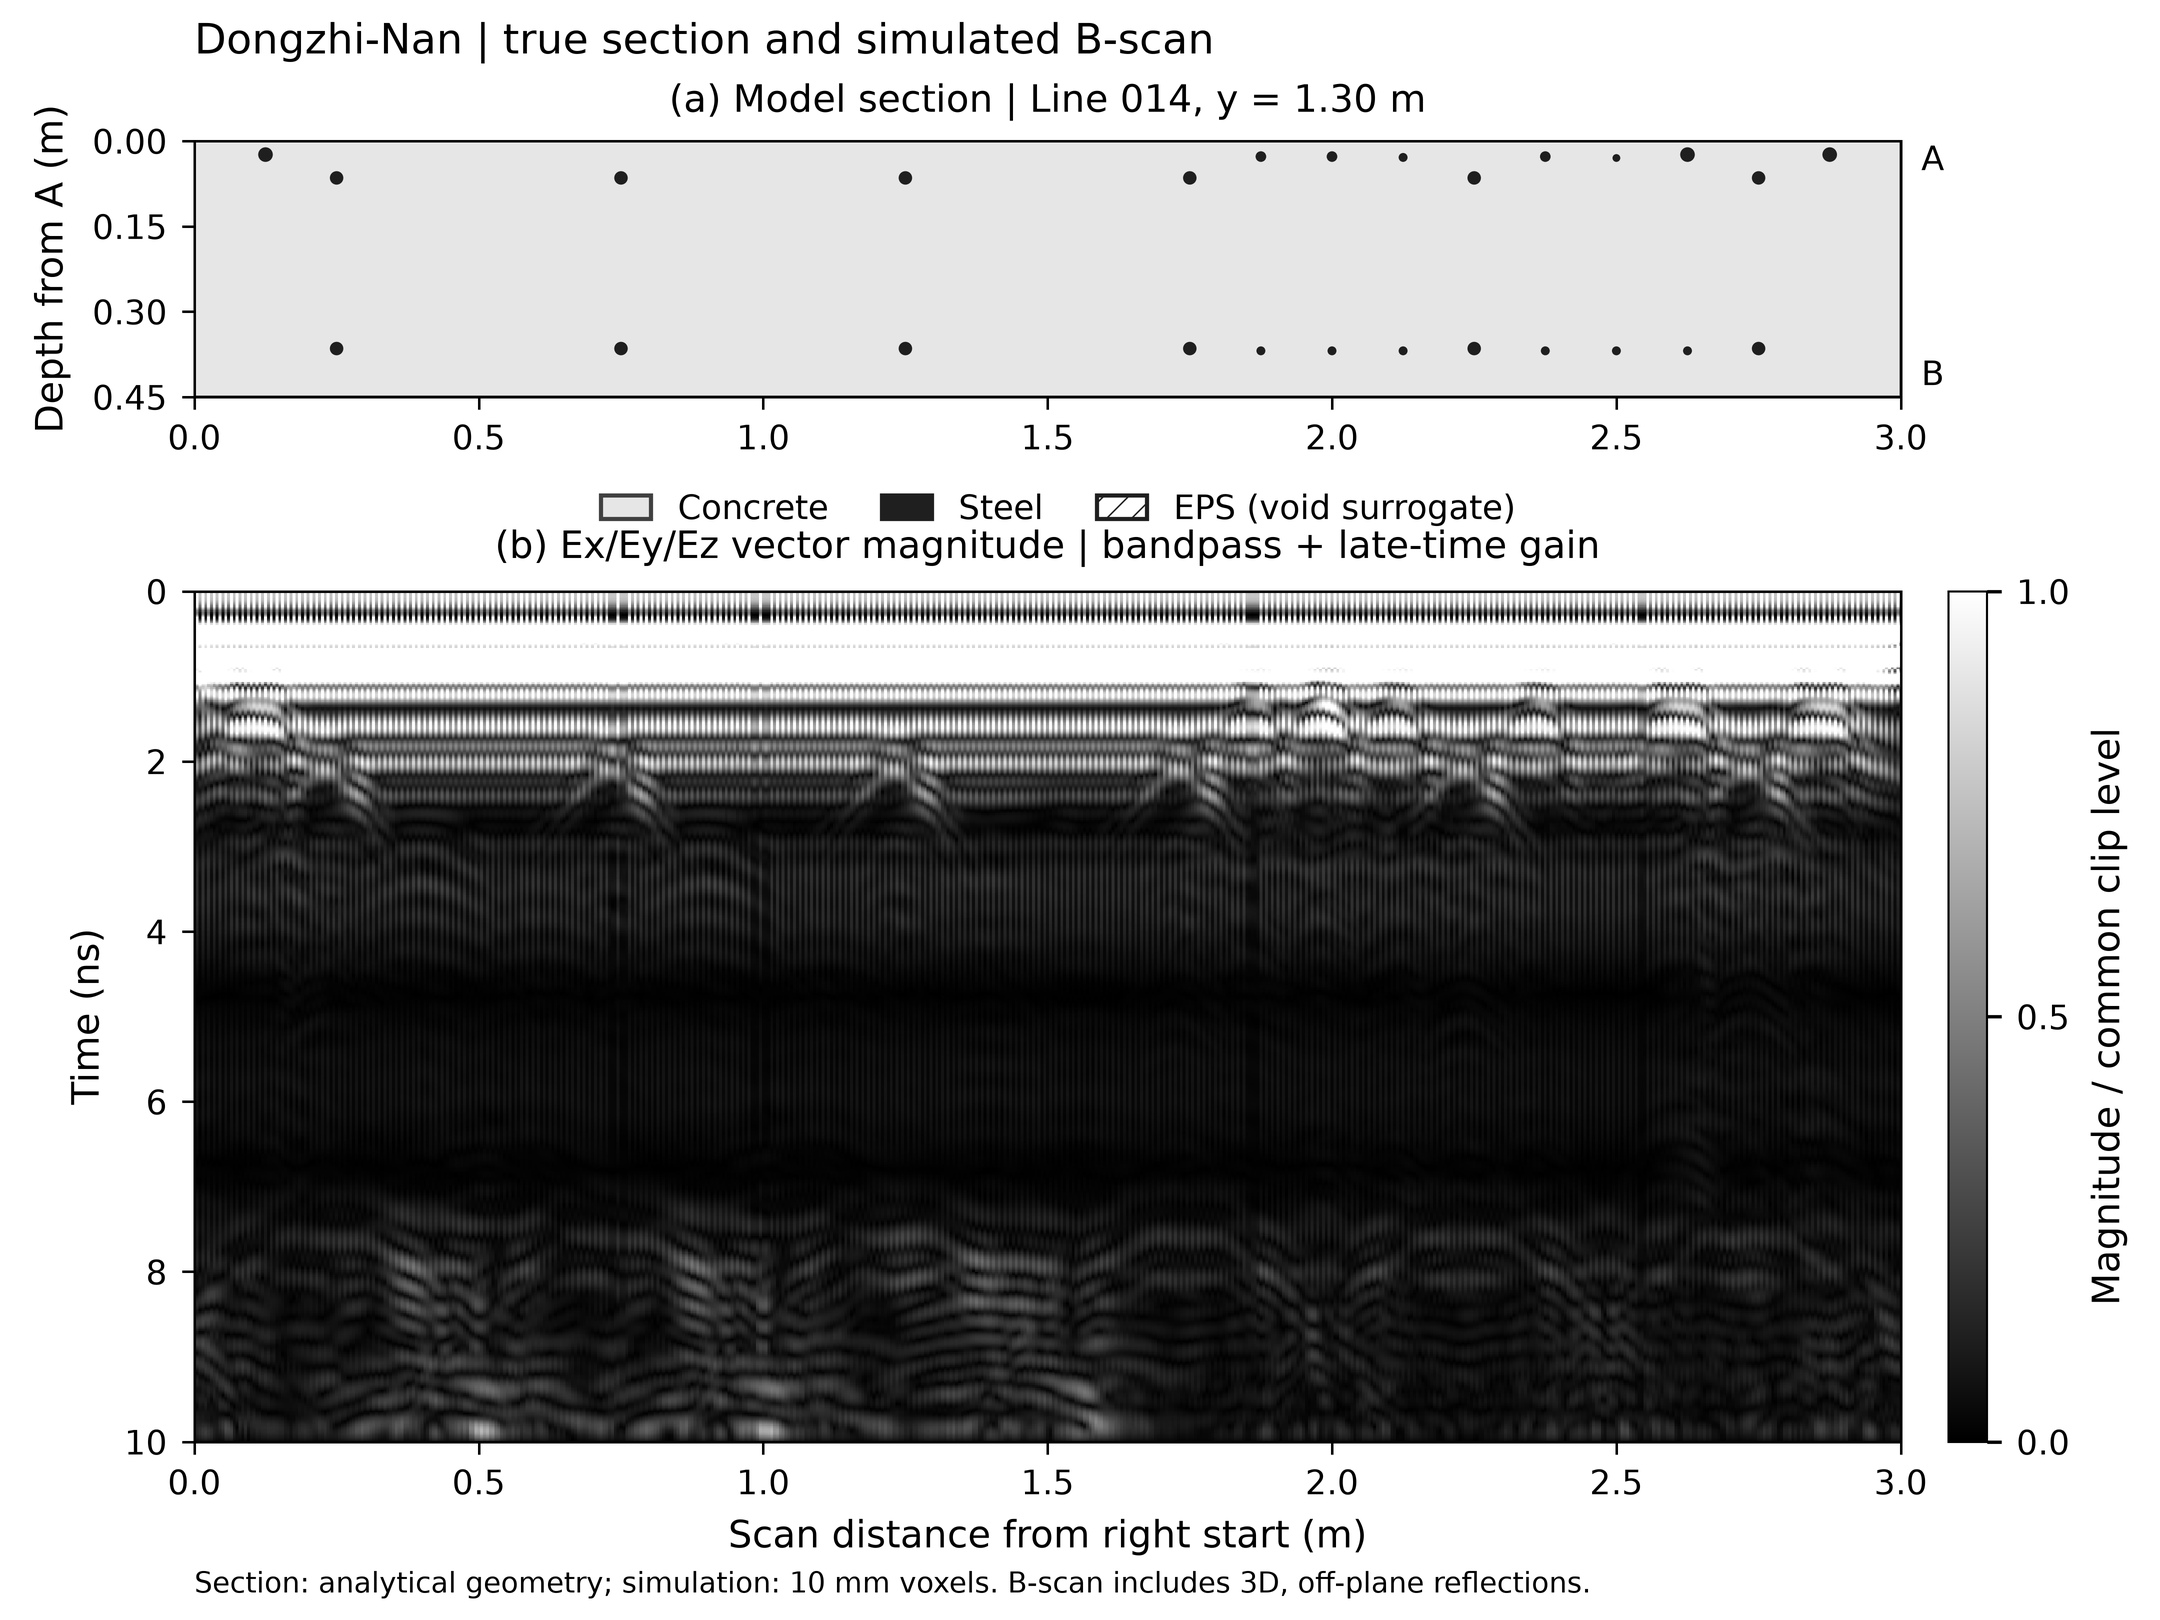 Dongzhi-Nan | true section and simulated B-scan
(a) Model section | Line 014, y = 1.30 m
Depth from A (m)
0.00
0.15
0.30
0.45
A
B
0.0 0.5 1.0 1.5 2.0 2.5 3.0
Concrete Steel EPS (void surrogate)
(b) Ex/Ey/Ez vector magnitude | bandpass + late-time gain
Time (ns)
0
2
4
6
8
10
0.0 0.5 1.0 1.5 2.0 2.5 3.0
Scan distance from right start (m)
1.0
0.5
0.0
Magnitude / common clip level
Section: analytical geometry; simulation: 10 mm voxels. B-scan includes 3D, off-plane reflections.